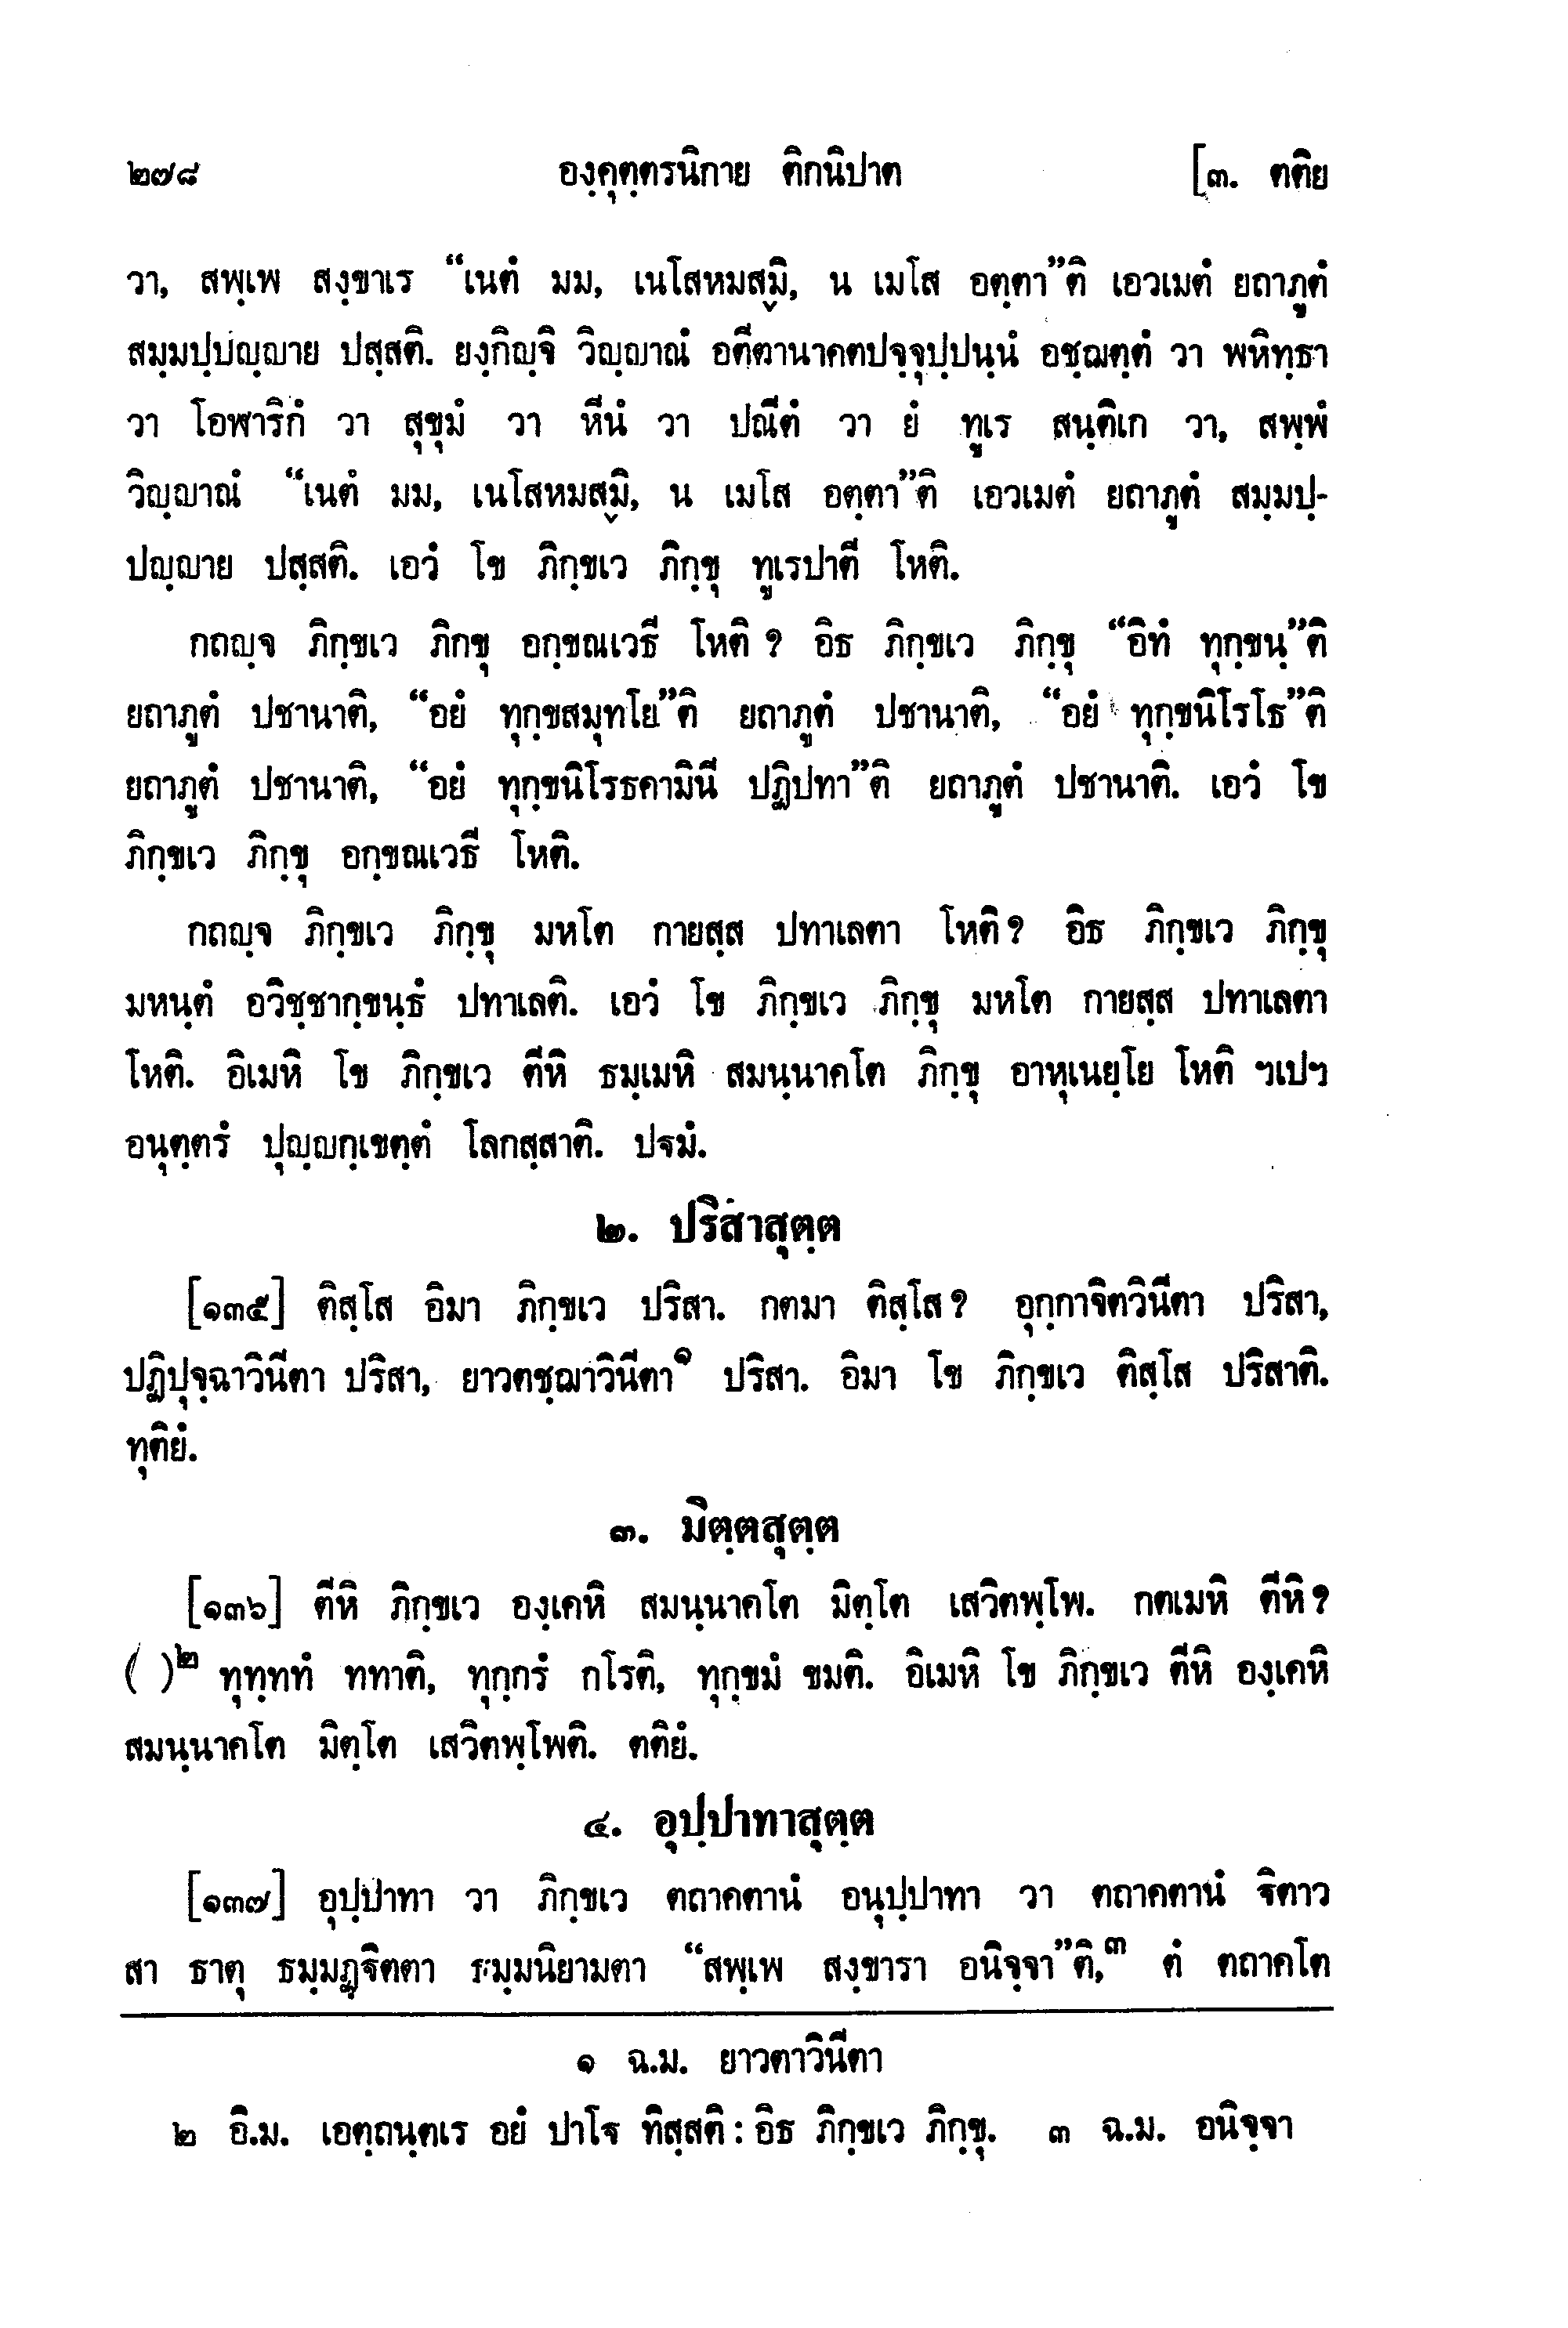 ๒๗๘ องฺคุตฺตรนิกาย ติกนิปาต [๓. ตติย
วา, สพฺเพ สงฺขาเร “เนตํ มม, เนโสหมสฺมิ, น เมโส อตฺตา”ติ เอวเมตํ ยถาภูตํ
สมฺมปฺปญฺญาย ปสฺสติ. ยงฺกิญฺจิ วิญฺญาณํ อตีตานาคตปจฺจุปฺปนฺนํ อชฺฌตฺตํ วา พหิทฺธา
วา โอฬาริกํ วา สุขุมํ วา หีนํ วา ปณีตํ วา ยํ ทูเร สนฺติเก วา, สพฺพํ
วิญฺญาณํ “เนตํ มม, เนโสหมสฺมิ, น เมโส อตฺตา”ติ เอวเมตํ ยถาภูตํ สมฺมปฺ-
ปญฺญาย ปสฺสติ. เอวํ โข ภิกฺขเว ภิกฺขุ ทูเรปาตี โหติ.
กถญฺจ ภิกฺขเว ภิกขุ อกฺขณเวธี โหติ ? อิธ ภิกฺขเว ภิกฺขุ “อิทํ ทุกฺขนฺ”ติ
ยถาภูตํ ปชานาติ, “อยํ ทุกฺขสมุทโย”ติ ยถาภูตํ ปชานาติ, “อยํ ทุกฺขนิโรโธ”ติ
ยถาภูตํ ปชานาติ, “อยํ ทุกฺขนิโรธคามินี ปฏิปทา”ติ ยถาภูตํ ปชานาติ. เอวํ โข
ภิกฺขเว ภิกฺขุ อกฺขณเวธี โหติ.
กถญฺจ ภิกฺขเว ภิกฺขุ มหโต กายสฺส ปทาเลตา โหติ ? อิธ ภิกฺขเว ภิกฺขุ
มหนฺตํ อวิชฺชากฺขนฺธํ ปทาเลติ. เอวํ โข ภิกฺขเว ภิกฺขุ มหโต กายสฺส ปทาเลตา
โหติ. อิเมหิ โข ภิกฺขเว ตีหิ ธมฺเมหิ สมนฺนาคโต ภิกฺขุ อาหุเนยฺโย โหติ ฯเปฯ
อนุตฺตรํ ปุญฺญกฺเขตฺตํ โลกสฺสาติ. ปฐมํ.
๒. ปริสาสุตฺต
[๑๓๕] ติสฺโส อิมา ภิกฺขเว ปริสา. กตมา ติสฺโส ? อุกฺกาจิตวินีตา ปริสา,
ปฏิปุจฺฉาวินีตา ปริสา, ยาวตชฺฌาวินีตา๑ ปริสา. อิมา โข ภิกฺขเว ติสฺโส ปริสาติ.
ทุติยํ.
๓. มิตฺตสุตฺต
[๑๓๖] ตีหิ ภิกฺขเว องฺเคหิ สมนฺนาคโต มิตฺโต เสวิตพฺโพ. กตเมหิ ตีหิ ?
( )๒ ทุทฺททํ ททาติ, ทุกฺกรํ กโรติ, ทุกฺขมํ ขมติ. อิเมหิ โข ภิกฺขเว ตีหิ องฺเคหิ
สมนฺนาคโต มิตฺโต เสวิตพฺโพติ. ตติยํ.
๔. อุปฺปาทาสุตฺต
[๑๓๗] อุปฺปาทา วา ภิกฺขเว ตถาคตานํ อนุปฺปาทา วา ตถาคตานํ ฐิตาว
สา ธาตุ ธมฺมฏฺฐิตตา ธมฺมนิยามตา “สพฺเพ สงฺขารา อนิจฺจา”ติ,๓ ตํ ตถาคโต
๑ ฉ.ม. ยาวตาวินีตา
๒ อิ.ม. เอตฺถนฺตเร อยํ ปาโฐ ทิสฺสติ : อิธ ภิกฺขเว ภิกฺขุ. ๓ ฉ.ม. อนิจฺจา